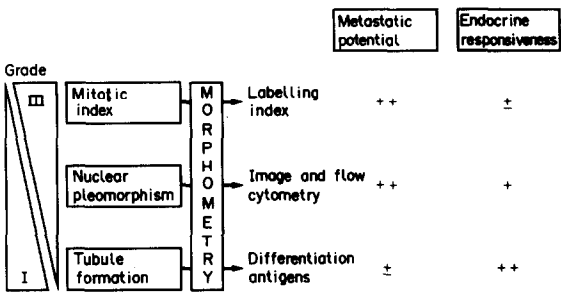 Metastatic potential
Endocrine responsiveness
Grade
III
Mitotic index
MORPHOMETRY
Labelling index
++
±
Nuclear pleomorphism
Image and flow cytometry
++
+
I
Tubule formation
Differentiation antigens
±
++